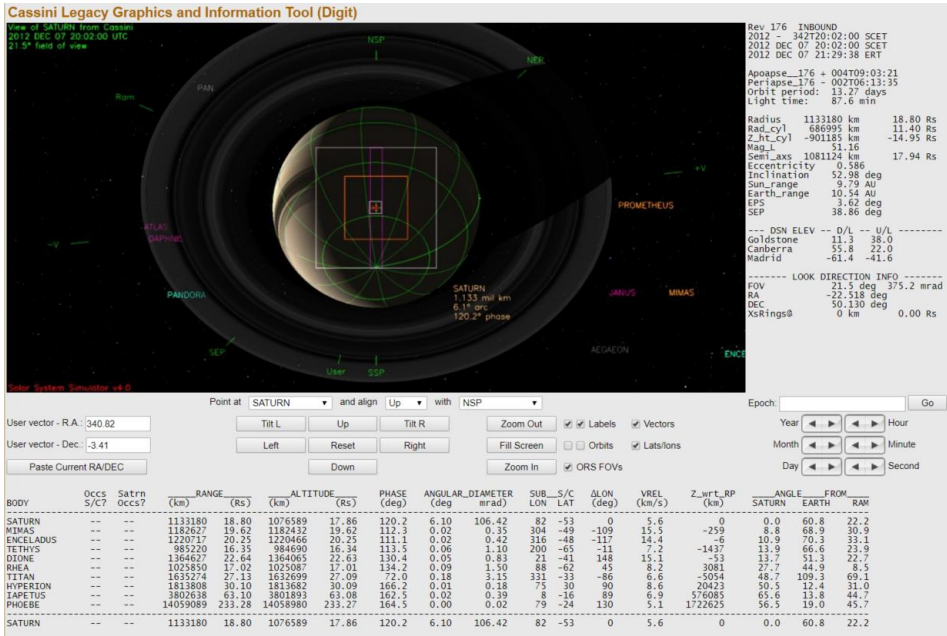 Cassini Legacy Graphics and Information Tool (Digit)
View of SATURN from Cassini
2012 DEC 07 20:02:00 UTC
21.5° field of view
NSP
NER
PAN
Ram
+V
PROMETHEUS
ATLAS
DAPHNIS
-V
PANDORA
SATURN
1.133 mil km
6.1° arc
120.2° phase
JANUS
MIMAS
SEP
AEGAEON
ENCE
User
SSP
Solar System Simulator v4.0
Rev 176 INBOUND
2012 - 342T20:02:00 SCET
2012 DEC 07 20:02:00 SCET
2012 DEC 07 21:29:38 ERT
Apoapse__176 + 004T09:03:21
Periapse_176 - 002T06:13:35
Orbit period: 13.27 days
Light time: 87.6 min
Radius 1133180 km 18.80 Rs
Rad_cyl 686995 km 11.40 Rs
Z_ht_cyl -901185 km -14.95 Rs
Mag_L 51.16
Semi_axs 1081124 km 17.94 Rs
Eccentricity 0.586
Inclination 52.98 deg
Sun_range 9.79 AU
Earth_range 10.54 AU
EPS 3.62 deg
SEP 38.86 deg
--- DSN ELEV -- D/L -- U/L --------
Goldstone 11.3 38.0
Canberra 55.8 22.0
Madrid -61.4 -41.6
------- LOOK DIRECTION INFO -------
FOV 21.5 deg 375.2 mrad
RA -22.518 deg
DEC 50.130 deg
XsRings@ 0 km 0.00 Rs
Point at SATURN and align Up with NSP
Epoch: Go
User vector - R.A.: 340.82
Tilt L Up Tilt R Zoom Out Labels Vectors
Year Hour
User vector - Dec.: -3.41
Left Reset Right Fill Screen Orbits Lats/lons
Month Minute
Paste Current RA/DEC
Down Zoom In ORS FOVs
Day Second
Occs Satrn ____RANGE____ ____ALTITUDE____ PHASE ANGULAR_DIAMETER SUB__S/C ΔLON VREL Z_wrt_RP ____ANGLE__FROM____
BODY S/C? Occs? (km) (Rs) (km) (Rs) (deg) (deg mrad) LON LAT (deg) (km/s) (km) SATURN EARTH RAM
SATURN -- -- 1133180 18.80 1076589 17.86 120.2 6.10 106.42 82 -53 0 5.6 0 0.0 60.8 22.2
MIMAS -- -- 1182627 19.62 1182432 19.62 112.3 0.02 0.35 304 -49 -109 15.5 -259 8.8 68.9 30.9
ENCELADUS -- -- 1220717 20.25 1220466 20.25 111.1 0.02 0.42 316 -48 -117 14.4 -6 10.9 70.3 33.1
TETHYS -- -- 985220 16.35 984690 16.34 113.5 0.06 1.10 200 -65 -11 7.2 -1437 13.9 66.6 23.9
DIONE -- -- 1364627 22.64 1364065 22.63 130.4 0.05 0.83 21 -41 148 15.1 -53 13.7 51.3 22.7
RHEA -- -- 1025850 17.02 1025087 17.01 134.2 0.09 1.50 88 -62 45 8.2 3081 27.7 44.9 8.5
TITAN -- -- 1635274 27.13 1632699 27.09 72.0 0.18 3.15 331 -33 -86 6.6 -5054 48.7 109.3 69.1
HYPERION -- -- 1813808 30.10 1813682 30.09 166.2 0.01 0.18 75 30 90 8.6 20423 50.5 12.4 31.0
IAPETUS -- -- 3802638 63.10 3801893 63.08 162.5 0.02 0.39 8 -16 89 6.9 576085 65.6 13.8 44.7
PHOEBE -- -- 14059089 233.28 14058980 233.27 164.5 0.00 0.02 79 -24 130 5.1 1722625 56.5 19.0 45.7
SATURN -- -- 1133180 18.80 1076589 17.86 120.2 6.10 106.42 82 -53 0 5.6 0 0.0 60.8 22.2